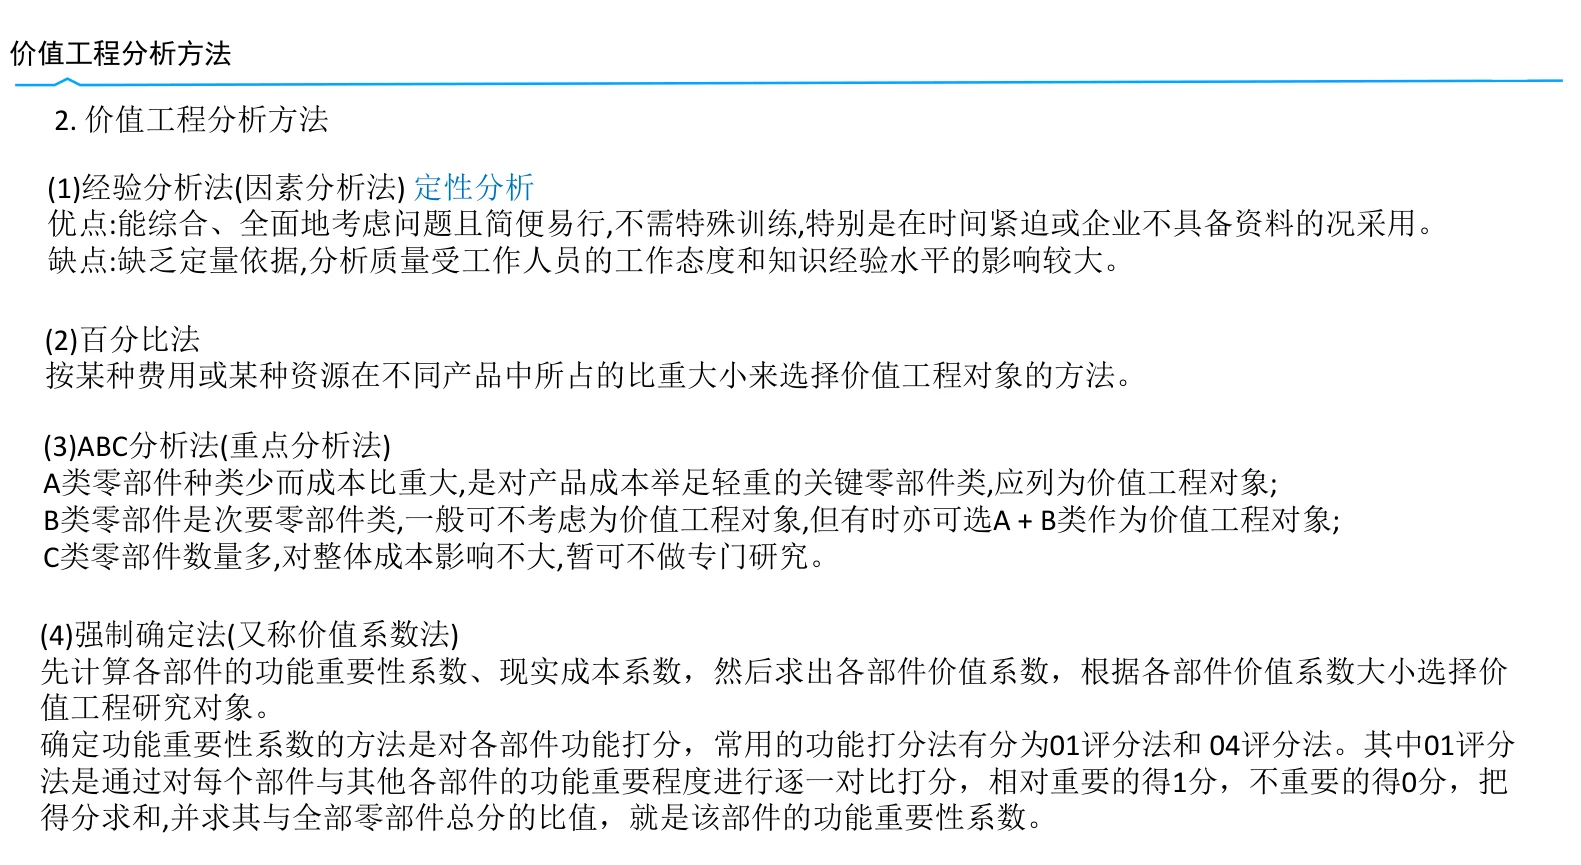 价值工程分析方法
2. 价值工程分析方法
(1)经验分析法(因素分析法) 定性分析
优点:能综合、全面地考虑问题且简便易行,不需特殊训练,特别是在时间紧迫或企业不具备资料的况采用。
缺点:缺乏定量依据,分析质量受工作人员的工作态度和知识经验水平的影响较大。
(2)百分比法
按某种费用或某种资源在不同产品中所占的比重大小来选择价值工程对象的方法。
(3)ABC分析法(重点分析法)
A类零部件种类少而成本比重大,是对产品成本举足轻重的关键零部件类,应列为价值工程对象;
B类零部件是次要零部件类,一般可不考虑为价值工程对象,但有时亦可选A + B类作为价值工程对象;
C类零部件数量多,对整体成本影响不大,暂可不做专门研究。
(4)强制确定法(又称价值系数法)
先计算各部件的功能重要性系数、现实成本系数，然后求出各部件价值系数，根据各部件价值系数大小选择价
值工程研究对象。
确定功能重要性系数的方法是对各部件功能打分，常用的功能打分法有分为01评分法和 04评分法。其中01评分
法是通过对每个部件与其他各部件的功能重要程度进行逐一对比打分，相对重要的得1分，不重要的得0分，把
得分求和,并求其与全部零部件总分的比值，就是该部件的功能重要性系数。